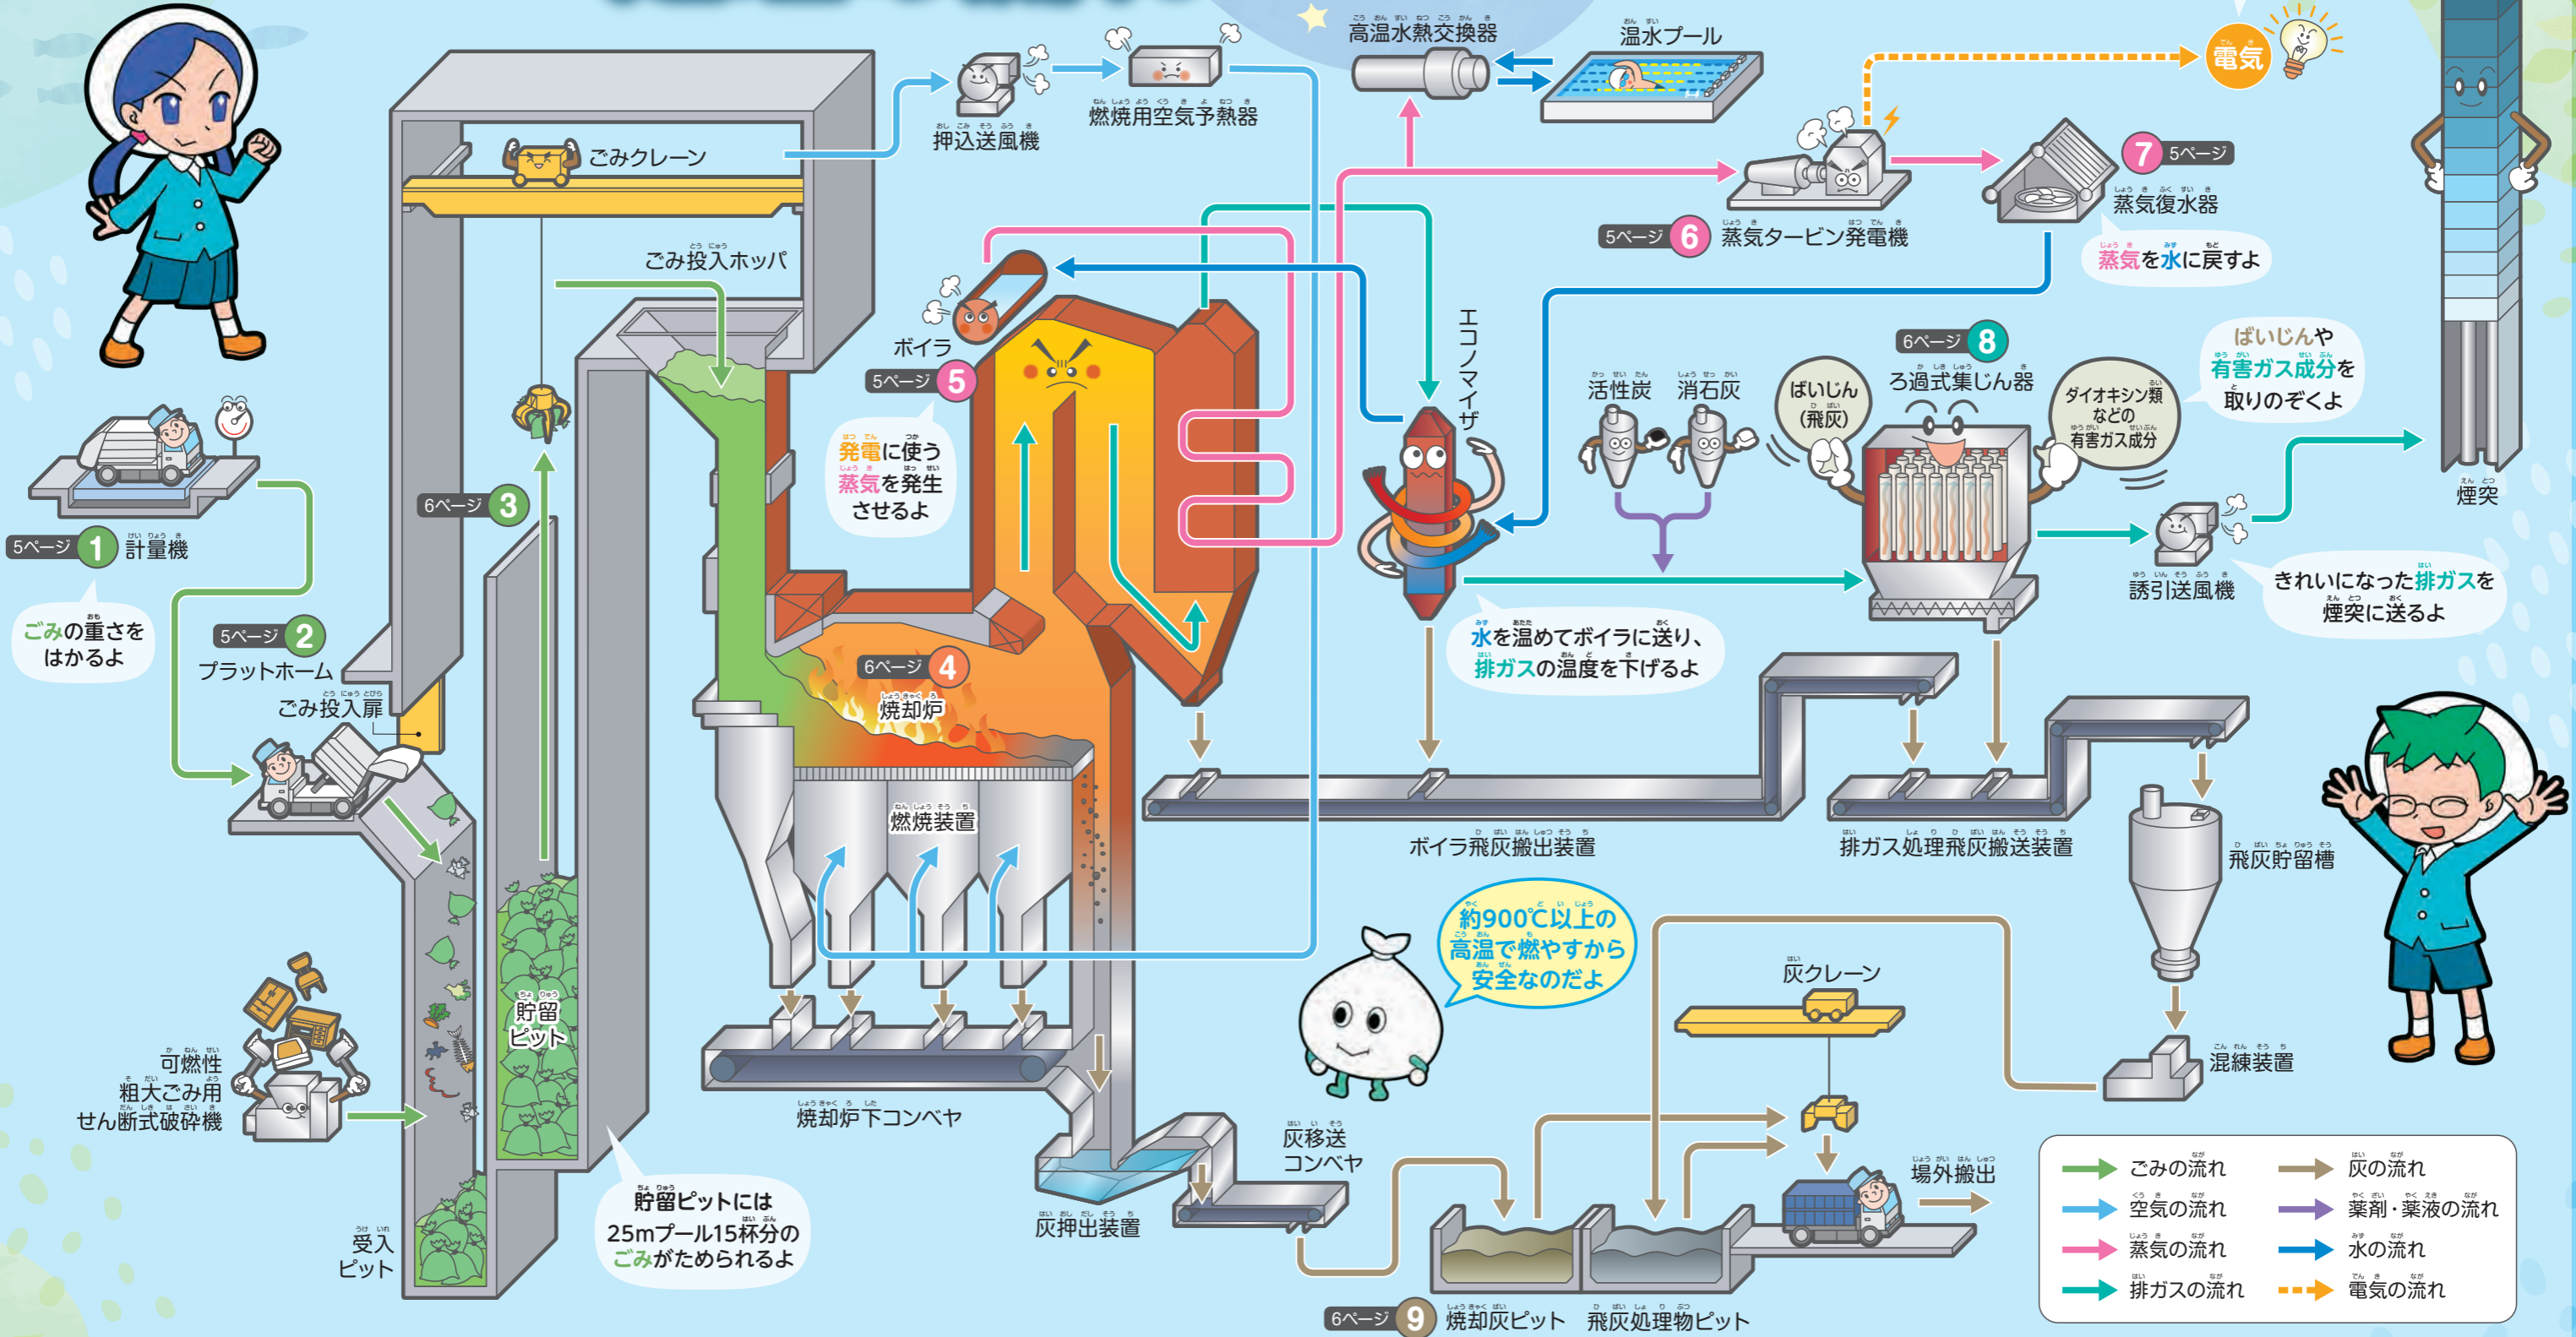 ごみクレーン
押込送風機
燃焼用空気予熱器
高温水熱交換器
温水プール
電気
5ページ 6 蒸気タービン発電機
7 5ページ
蒸気復水器
蒸気を水に戻すよ
煙突
ごみ投入ホッパ
ボイラ
5ページ 5
発電に使う
蒸気を発生
させるよ
エコノマイザ
水を温めてボイラに送り、
排ガスの温度を下げるよ
活性炭
消石灰
6ページ 8
ろ過式集じん器
ばいじん
(飛灰)
ダイオキシン類
などの
有害ガス成分
ばいじんや
有害ガス成分を
取りのぞくよ
誘引送風機
きれいになった排ガスを
煙突に送るよ
5ページ 1 計量機
ごみの重さを
はかるよ
5ページ 2
プラットホーム
ごみ投入扉
6ページ 3
6ページ 4
焼却炉
燃焼装置
ボイラ飛灰搬出装置
排ガス処理飛灰搬送装置
飛灰貯留槽
混練装置
約900℃以上の
高温で燃やすから
安全なのだよ
灰クレーン
可燃性
粗大ごみ用
せん断式破砕機
貯留
ピット
受入
ピット
貯留ピットには
25mプール15杯分の
ごみがためられるよ
焼却炉下コンベヤ
灰押出装置
灰移送
コンベヤ
6ページ 9 焼却灰ピット
飛灰処理物ピット
場外搬出
ごみの流れ
空気の流れ
蒸気の流れ
排ガスの流れ
灰の流れ
薬剤・薬液の流れ
水の流れ
電気の流れ